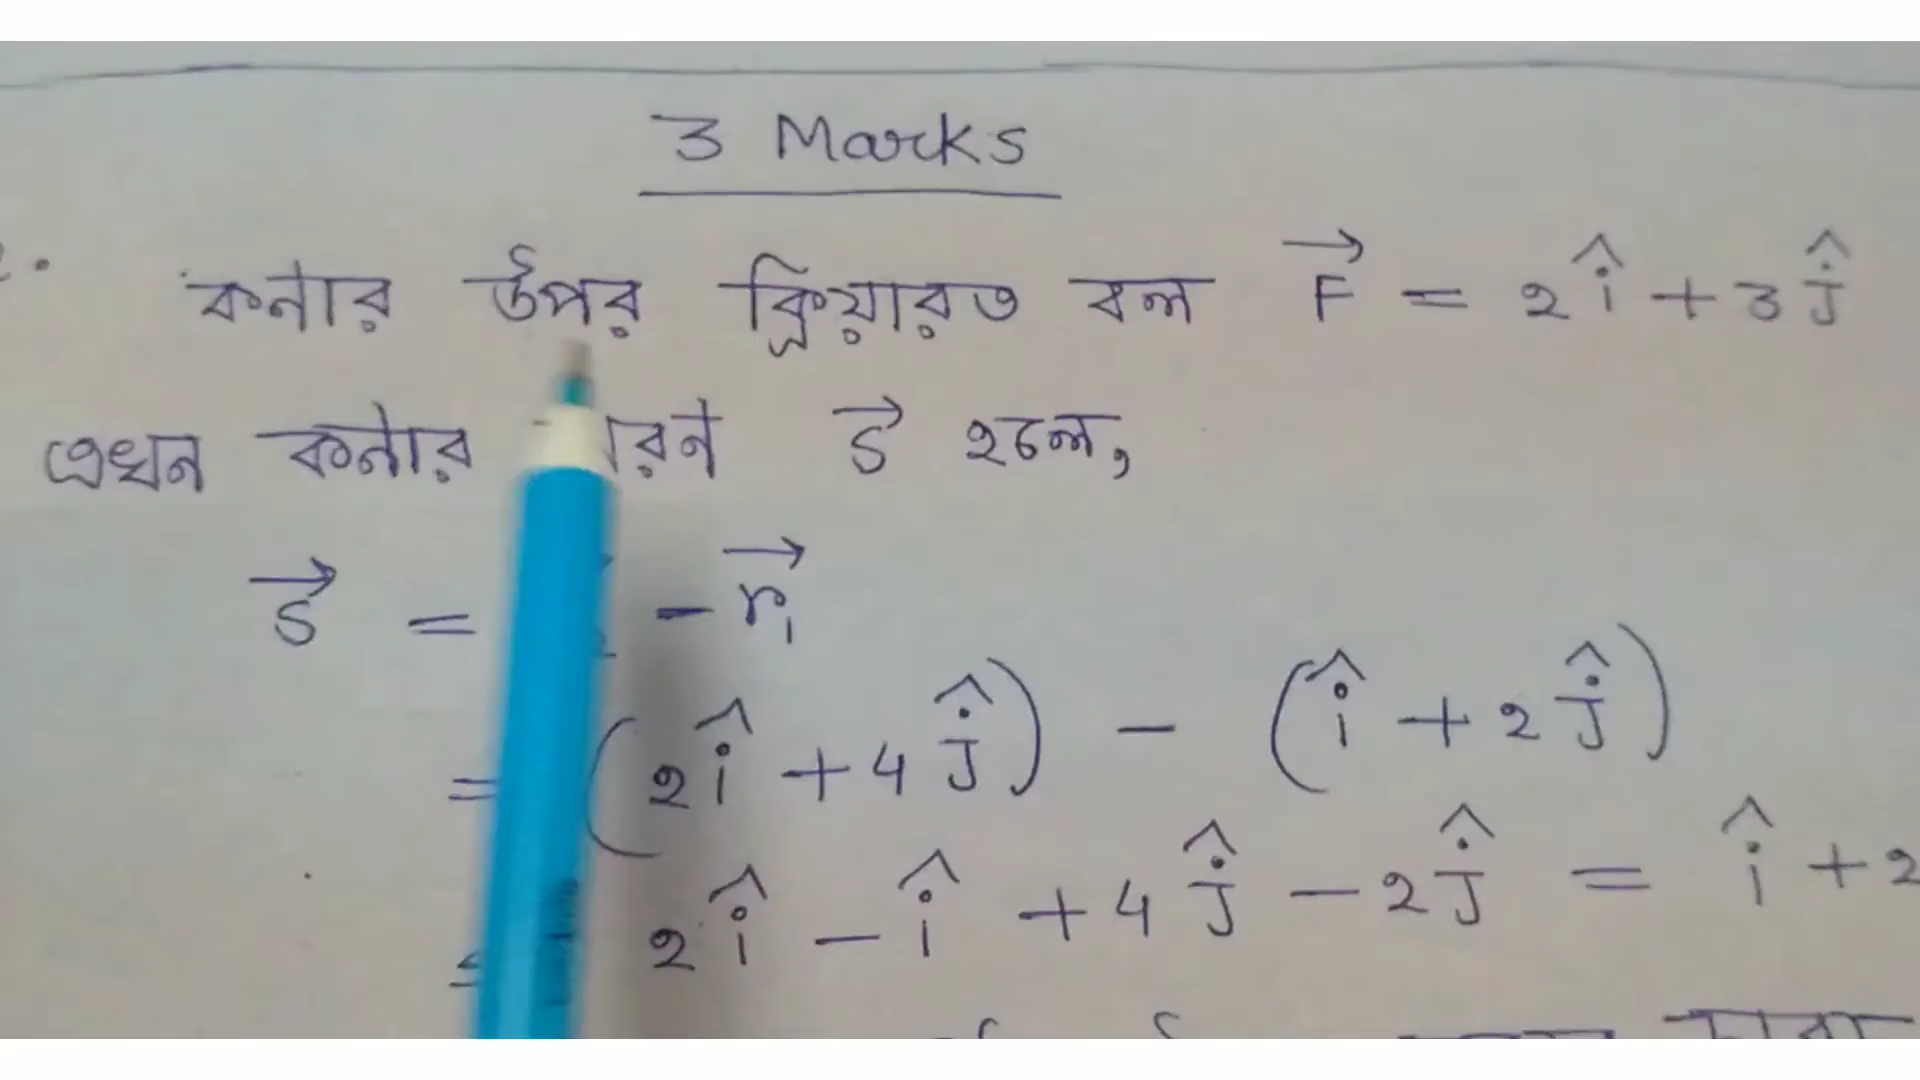 3 Marks
কনার উপর ক্রিয়ারত বল F⃗ = 2î + 3ĵ
এখন কনার রন S⃗ হলে,
S⃗ = - r⃗₁
= (2î + 4ĵ) - (î + 2ĵ)
= 2î - î + 4ĵ - 2ĵ = î + 2